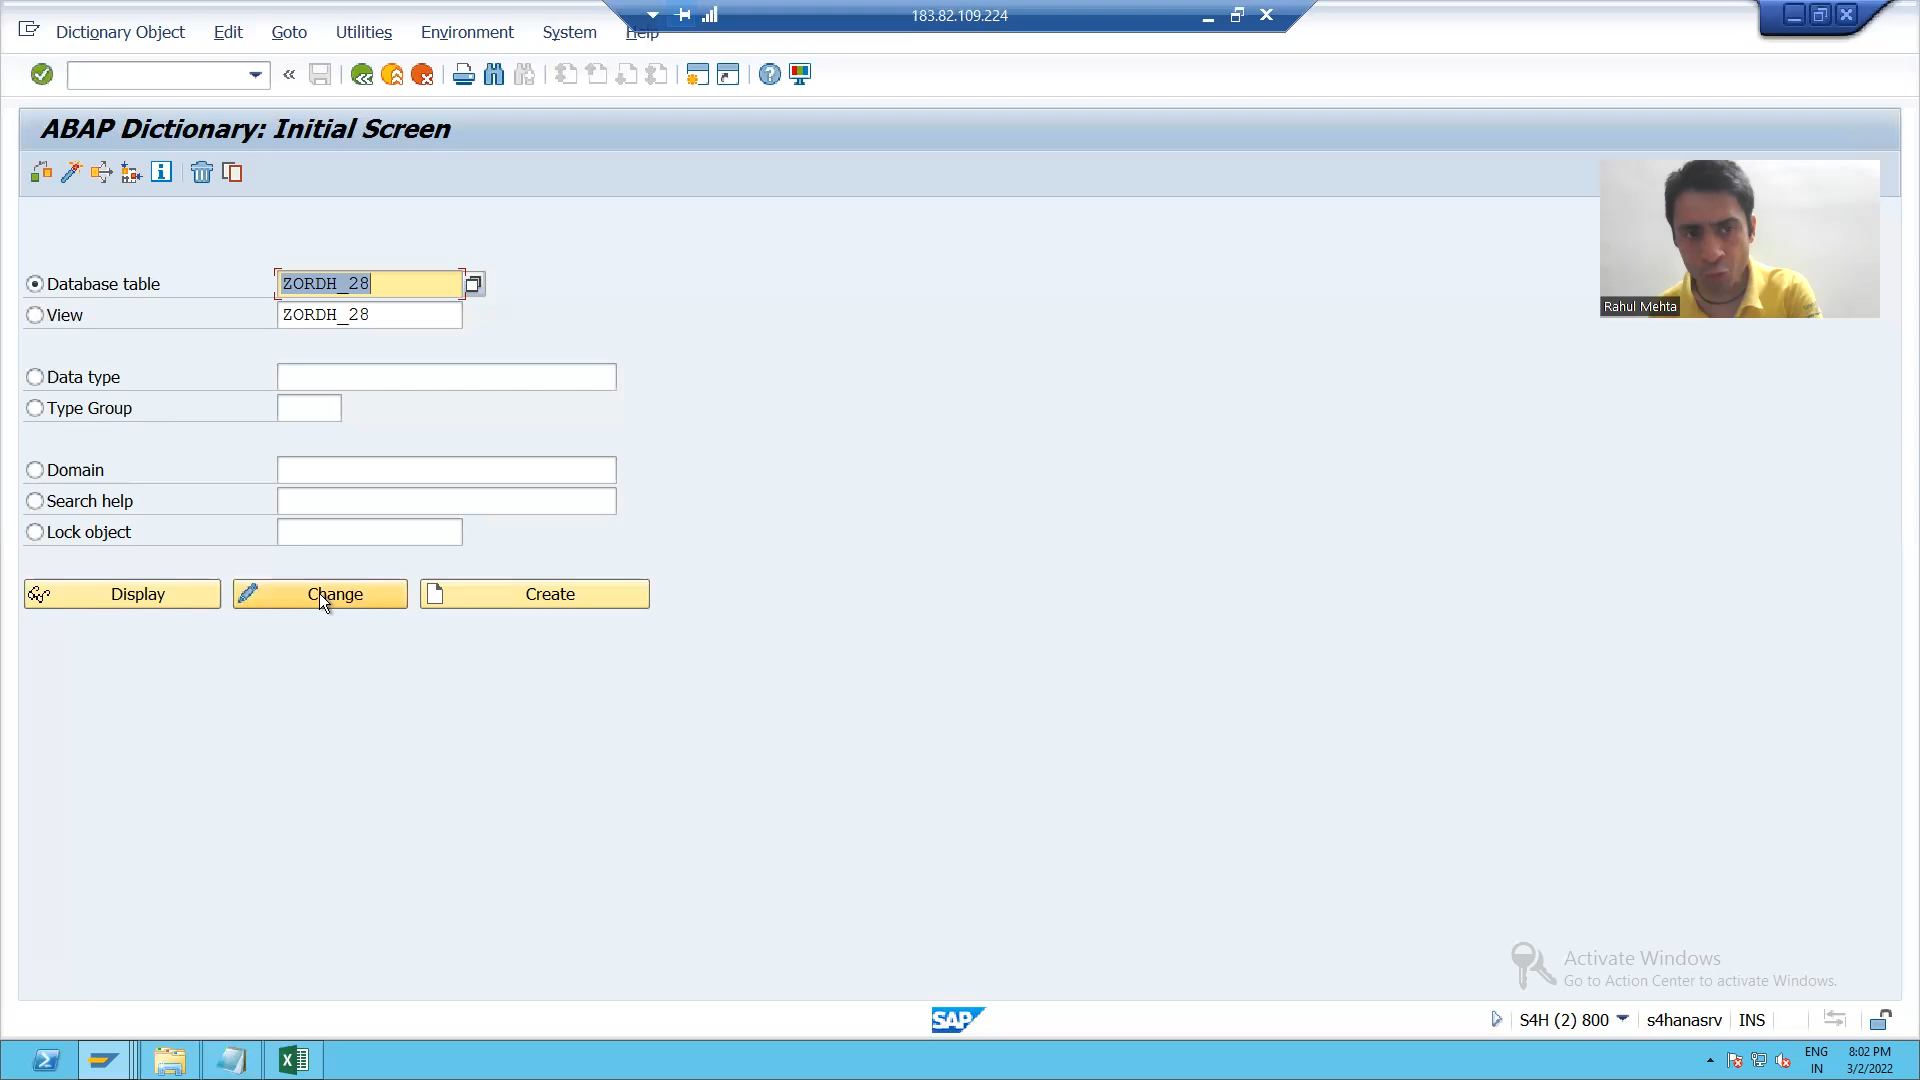 183.82.109.224
Dictionary Object Edit Goto Utilities Environment System Help
ABAP Dictionary: Initial Screen
Rahul Mehta
Database table ZORDH_28
View ZORDH_28
Data type
Type Group
Domain
Search help
Lock object
Display Change Create
Activate Windows
Go to Action Center to activate Windows.
SAP
S4H (2) 800 s4hanasrv INS
ENG 8:02 PM
IN 3/2/2022